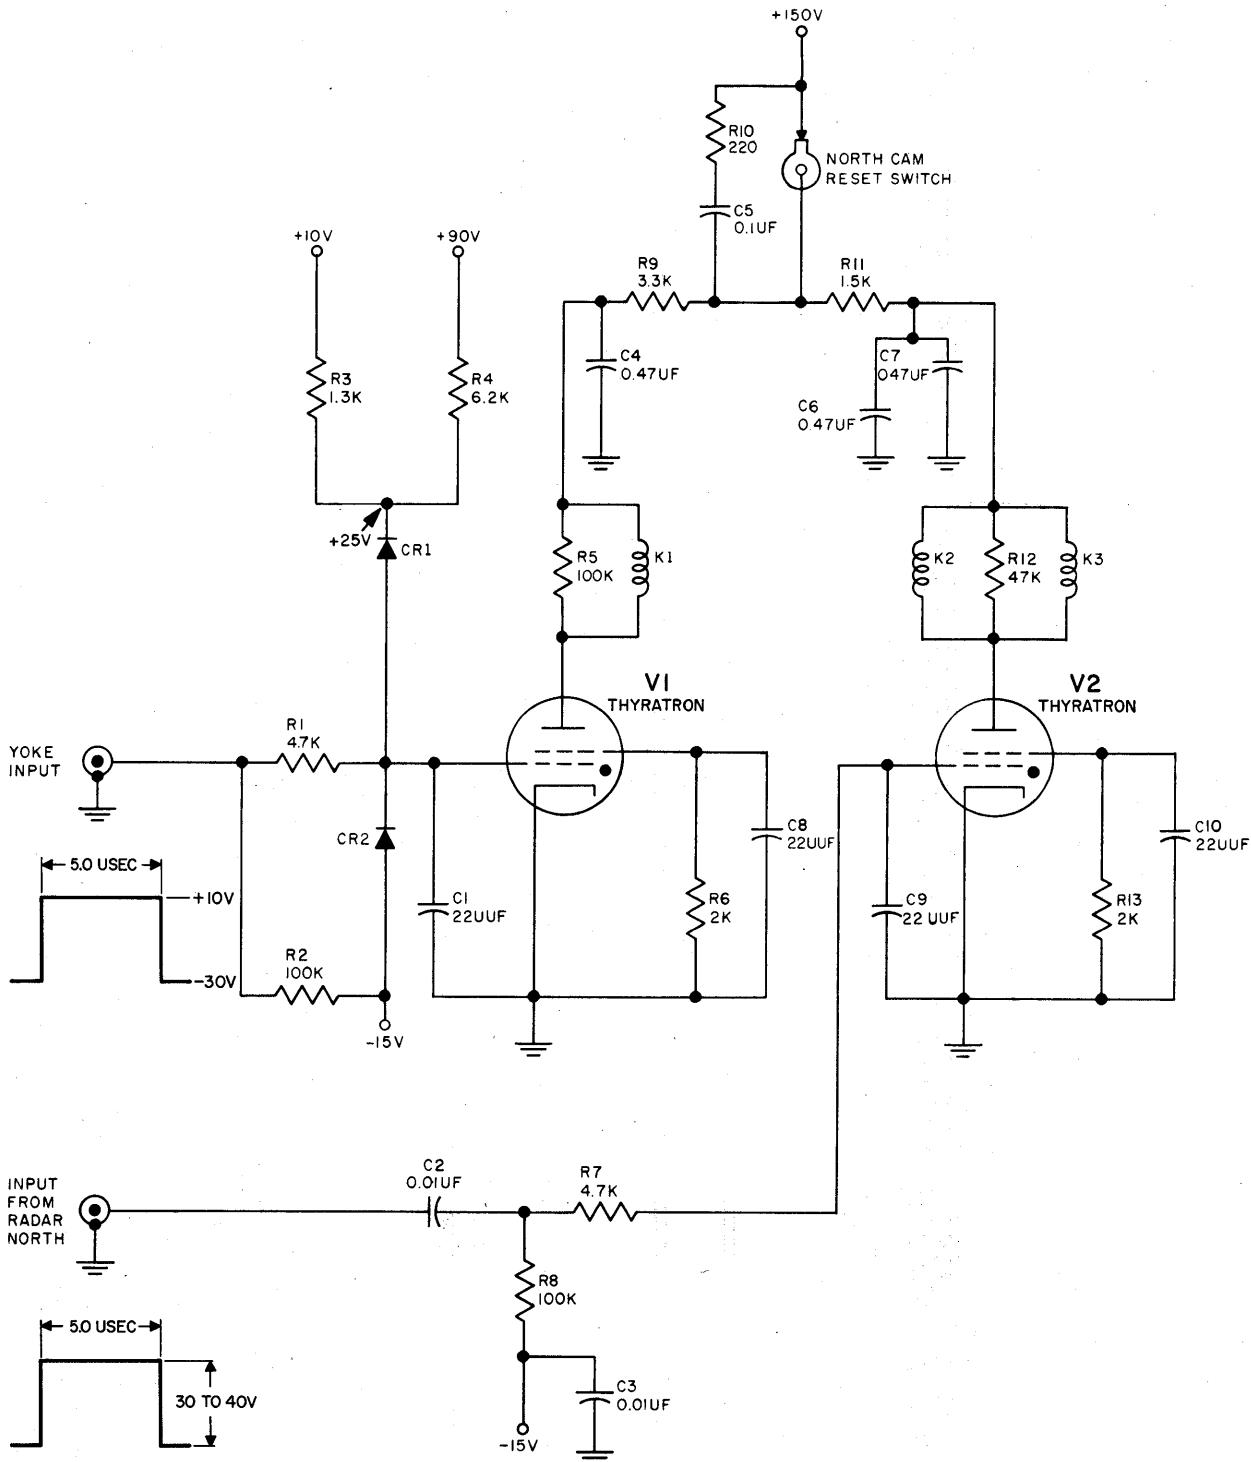 +150V
R10
220
NORTH CAM
RESET SWITCH
C5
0.1UF
+10V
+90V
R9
3.3K
R11
1.5K
R3
1.3K
R4
6.2K
C4
0.47UF
C7
047UF
C6
0.47UF
+25V
CR1
R5
100K
K1
K2
R12
47K
K3
V1
THYRATRON
V2
THYRATRON
YOKE
INPUT
R1
4.7K
CR2
C8
22UUF
C10
22UUF
5.0 USEC
+10V
-30V
C1
22UUF
R6
2K
C9
22 UUF
R13
2K
R2
100K
-15V
INPUT
FROM
RADAR
NORTH
C2
0.01UF
R7
4.7K
R8
100K
5.0 USEC
30 TO 40V
C3
0.01UF
-15V